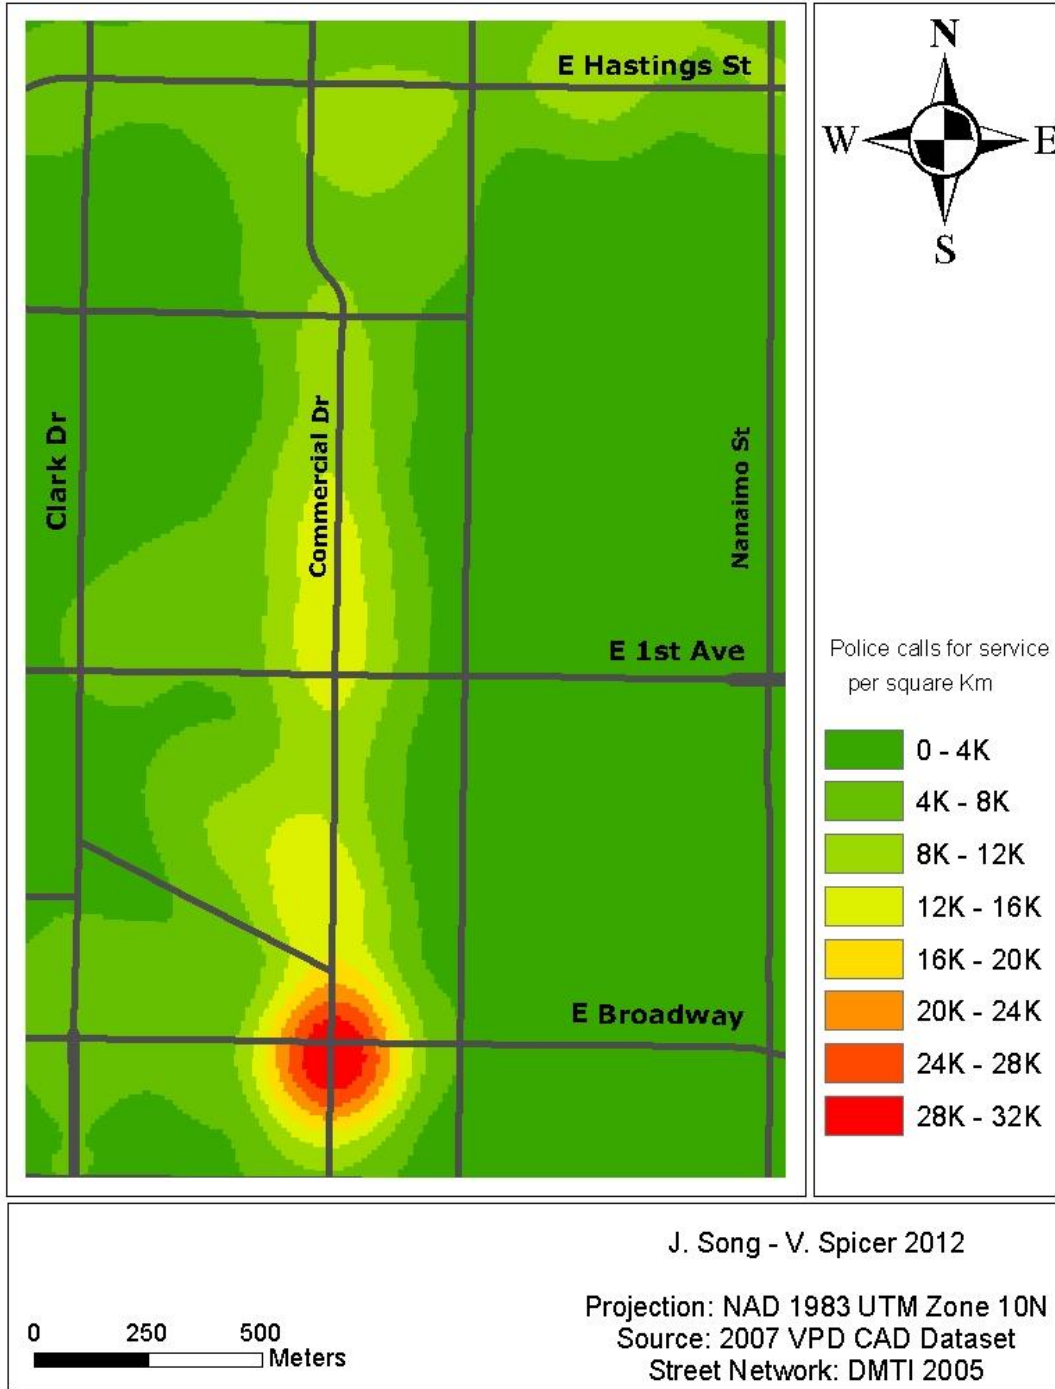 E Hastings St
Clark Dr
Commercial Dr
Nanaimo St
E 1st Ave
E Broadway
N
W
E
S
Police calls for service
per square Km
0 - 4K
4K - 8K
8K - 12K
12K - 16K
16K - 20K
20K - 24K
24K - 28K
28K - 32K
0 250 500
Meters
J. Song - V. Spicer 2012
Projection: NAD 1983 UTM Zone 10N
Source: 2007 VPD CAD Dataset
Street Network: DMTI 2005